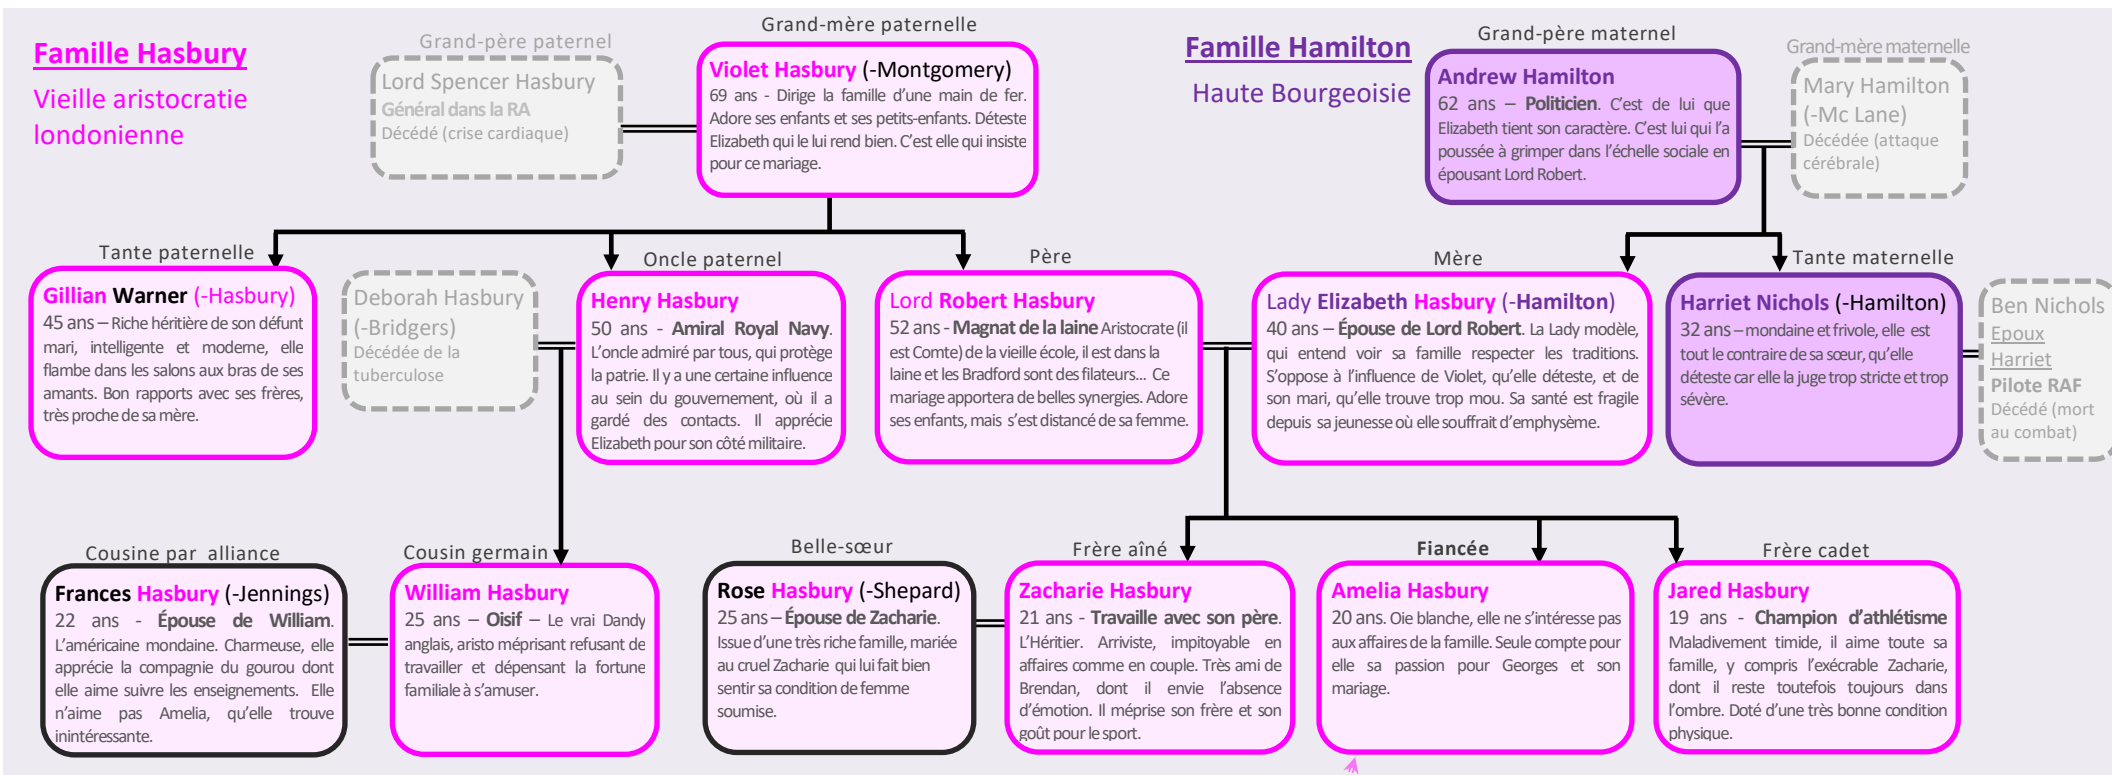 Famille Hasbury
Vieille aristocratie
londonienne
Grand-père paternel
Lord Spencer Hasbury
Général dans la RA
Décédé (crise cardiaque)
Grand-mère paternelle
Violet Hasbury (-Montgomery)
69 ans - Dirige la famille d'une main de fer.
Adore ses enfants et ses petits-enfants. Déteste
Elizabeth qui le lui rend bien. C'est elle qui insiste
pour ce mariage.
Famille Hamilton
Haute Bourgeoisie
Grand-père maternel
Andrew Hamilton
62 ans – Politicien. C'est de lui que
Elizabeth tient son caractère. C'est lui qui l'a
poussée à grimper dans l'échelle sociale en
épousant Lord Robert.
Grand-mère maternelle
Mary Hamilton
(-Mc Lane)
Décédée (attaque
cérébrale)
Tante paternelle
Gillian Warner (-Hasbury)
45 ans – Riche héritière de son défunt
mari, intelligente et moderne, elle
flambe dans les salons aux bras de ses
amants. Bon rapports avec ses frères,
très proche de sa mère.
Deborah Hasbury
(-Bridgers)
Décédée de la
tuberculose
Oncle paternel
Henry Hasbury
50 ans - Amiral Royal Navy.
L'oncle admiré par tous, qui protège
la patrie. Il y a une certaine influence
au sein du gouvernement, où il a
gardé des contacts. Il apprécie
Elizabeth pour son côté militaire.
Père
Lord Robert Hasbury
52 ans - Magnat de la laine Aristocrate (il
est Comte) de la vieille école, il est dans la
laine et les Bradford sont des filateurs... Ce
mariage apportera de belles synergies. Adore
ses enfants, mais s'est distancé de sa femme.
Mère
Lady Elizabeth Hasbury (-Hamilton)
40 ans – Épouse de Lord Robert. La Lady modèle,
qui entend voir sa famille respecter les traditions.
S'oppose à l'influence de Violet, qu'elle déteste, et de
son mari, qu'elle trouve trop mou. Sa santé est fragile
depuis sa jeunesse où elle souffrait d'emphysème.
Tante maternelle
Harriet Nichols (-Hamilton)
32 ans – mondaine et frivole, elle est
tout le contraire de sa sœur, qu'elle
déteste car elle la juge trop stricte et trop
sévère.
Ben Nichols
Epoux
Harriet
Pilote RAF
Décédé (mort
au combat)
Cousine par alliance
Frances Hasbury (-Jennings)
22 ans - Épouse de William.
L'américaine mondaine. Charmeuse, elle
apprécie la compagnie du gourou dont
elle aime suivre les enseignements. Elle
n'aime pas Amelia, qu'elle trouve
inintéressante.
Cousin germain
William Hasbury
25 ans – Oisif – Le vrai Dandy
anglais, aristo méprisant refusant de
travailler et dépensant la fortune
familiale à s'amuser.
Belle-sœur
Rose Hasbury (-Shepard)
25 ans – Épouse de Zacharie.
Issue d'une très riche famille, mariée
au cruel Zacharie qui lui fait bien
sentir sa condition de femme
soumise.
Frère aîné
Zacharie Hasbury
21 ans - Travaille avec son père.
L'Héritier. Arriviste, impitoyable en
affaires comme en couple. Très ami de
Brendan, dont il envie l'absence
d'émotion. Il méprise son frère et son
goût pour le sport.
Fiancée
Amelia Hasbury
20 ans. Oie blanche, elle ne s'intéresse pas
aux affaires de la famille. Seule compte pour
elle sa passion pour Georges et son
mariage.
Frère cadet
Jared Hasbury
19 ans - Champion d'athlétisme
Maladivement timide, il aime toute sa
famille, y compris l'exécrable Zacharie,
dont il reste toutefois toujours dans
l'ombre. Doté d'une très bonne condition
physique.